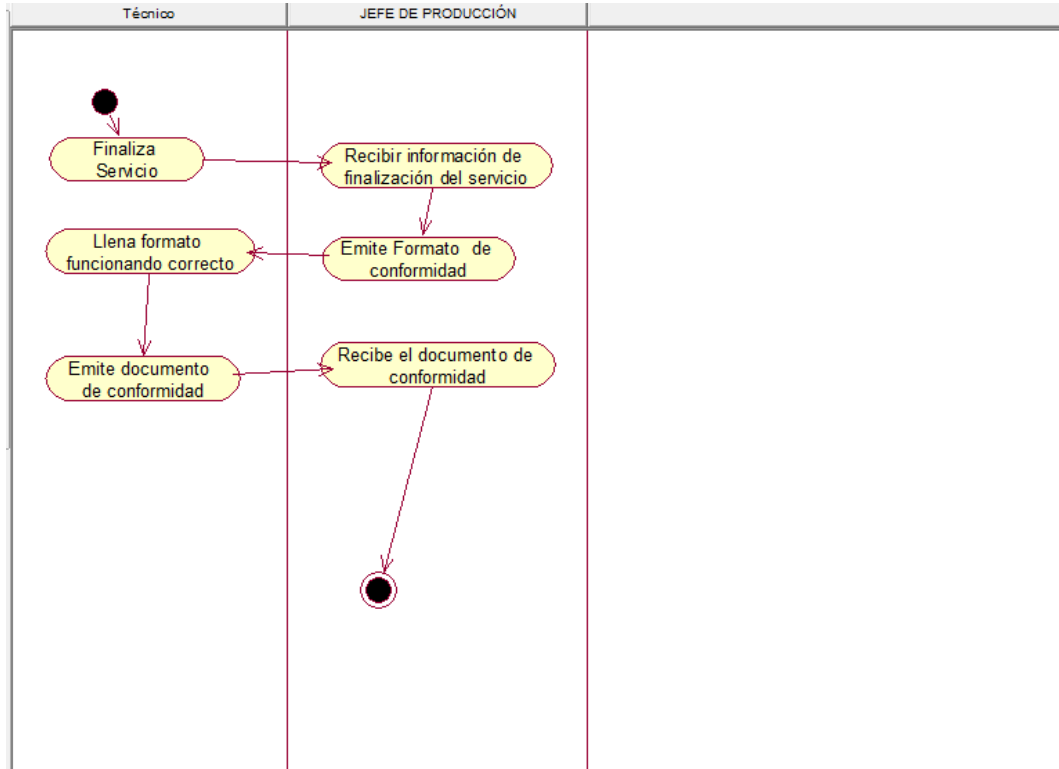 Técnico
JEFE DE PRODUCCIÓN
Finaliza
Servicio
Recibir información de
finalización del servicio
Llena formato
funcionando correcto
Emite Formato de
conformidad
Emite documento
de conformidad
Recibe el documento de
conformidad